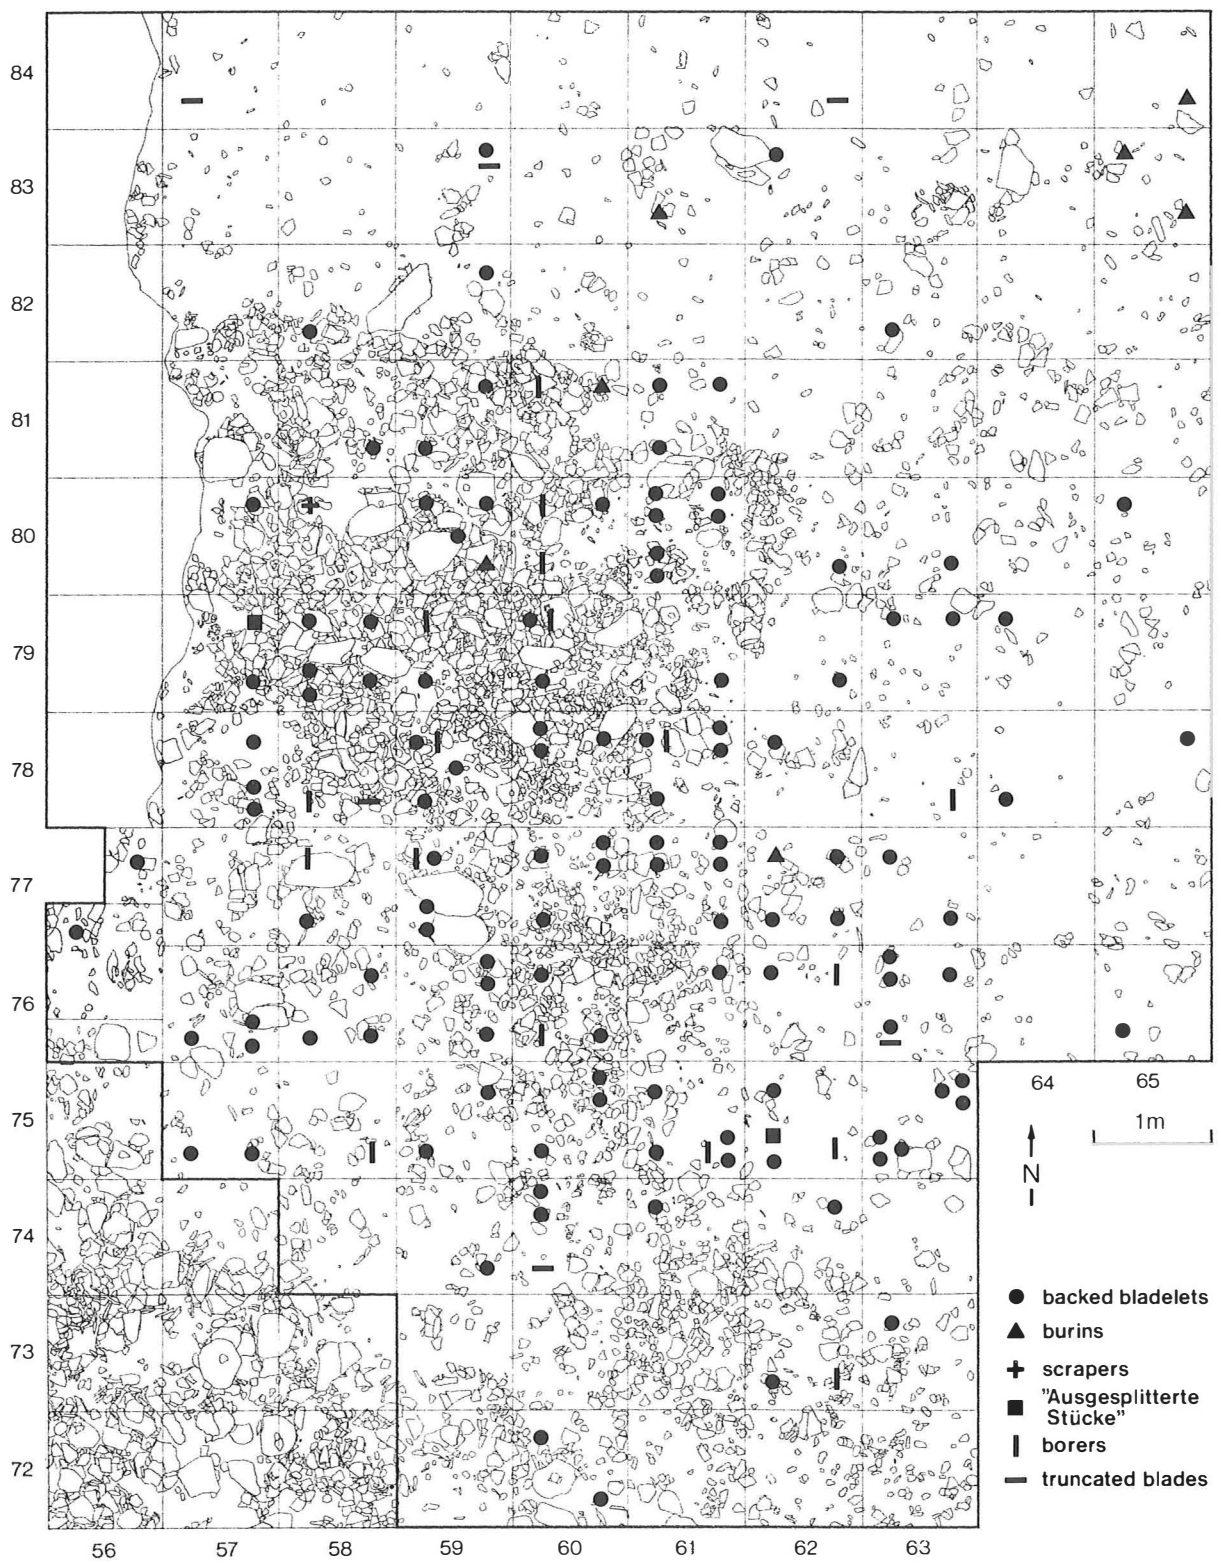 84
83
82
81
80
79
78
77
76
75
74
73
72
64
65
1m
N
backed bladelets
burins
scrapers
"Ausgesplitterte
Stücke"
borers
truncated blades
56
57
58
59
60
61
62
63